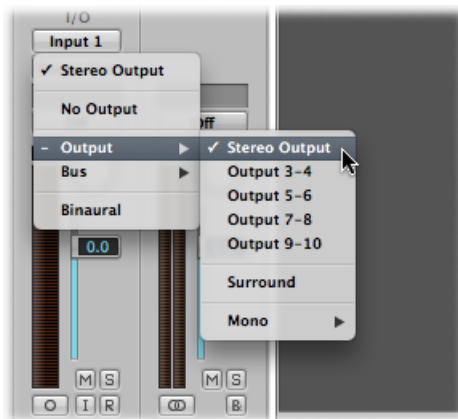 I/O
Input 1
✓ Stereo Output
No Output
– Output ▶
Bus ▶
Binaural
✓ Stereo Output
Output 3-4
Output 5-6
Output 7-8
Output 9-10
Surround
Mono ▶
0.0
M S M S
I R B